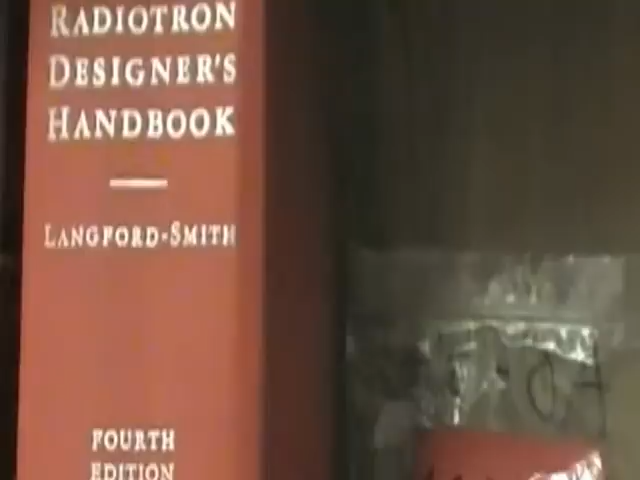 RADIOTRON
DESIGNER'S
HANDBOOK
LANGFORD-SMITH
FOURTH
EDITION